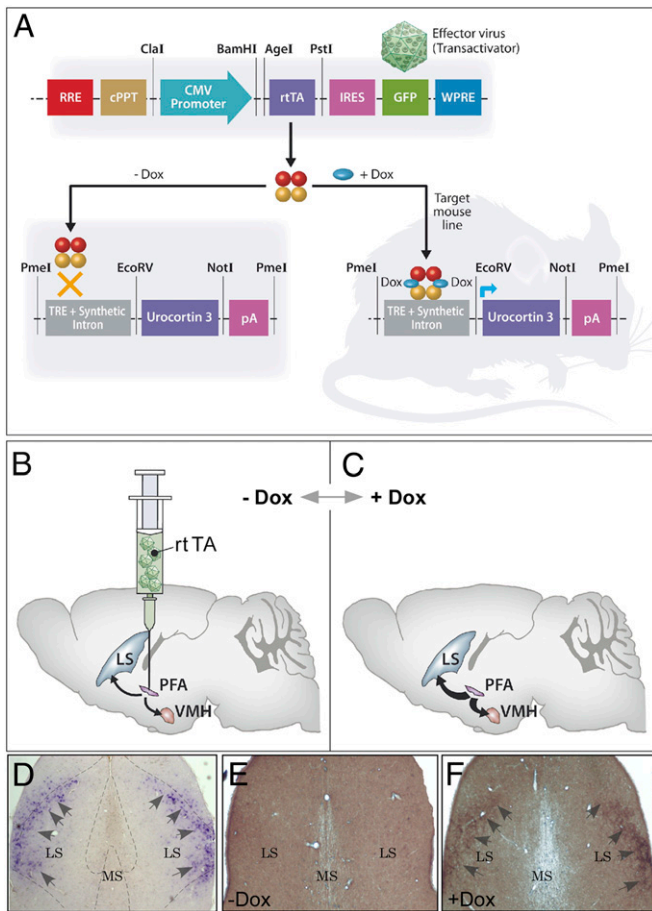 A
Effector virus
(Transactivator)
ClaI
BamHI
AgeI
PstI
RRE
cPPT
CMV
Promoter
rtTA
IRES
GFP
WPRE
- Dox
+ Dox
Target
mouse
line
PmeI
EcoRV
NotI
PmeI
TRE + Synthetic
Intron
Urocortin 3
pA
PmeI
Dox
Dox
EcoRV
NotI
PmeI
TRE + Synthetic
Intron
Urocortin 3
pA
B
C
- Dox
+ Dox
rt TA
LS
PFA
VMH
LS
PFA
VMH
D
LS
LS
MS
E
LS
LS
MS
-Dox
F
LS
LS
MS
+Dox